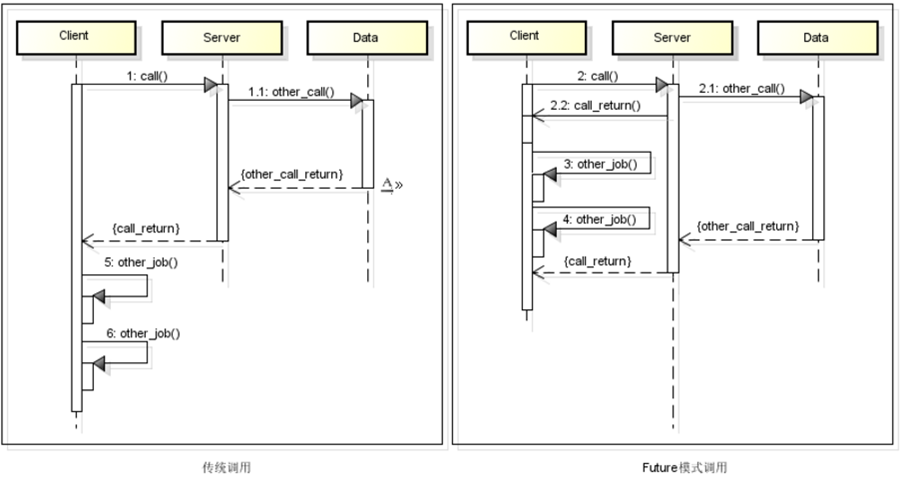 Client
Server
Data
1: call()
1.1: other_call()
{other_call_return}
A »
{call_return}
5: other_job()
6: other_job()
传统调用
Client
Server
Data
2: call()
2.1: other_call()
2.2: call_return()
3: other_job()
4: other_job()
{other_call_return}
{call_return}
Future模式调用